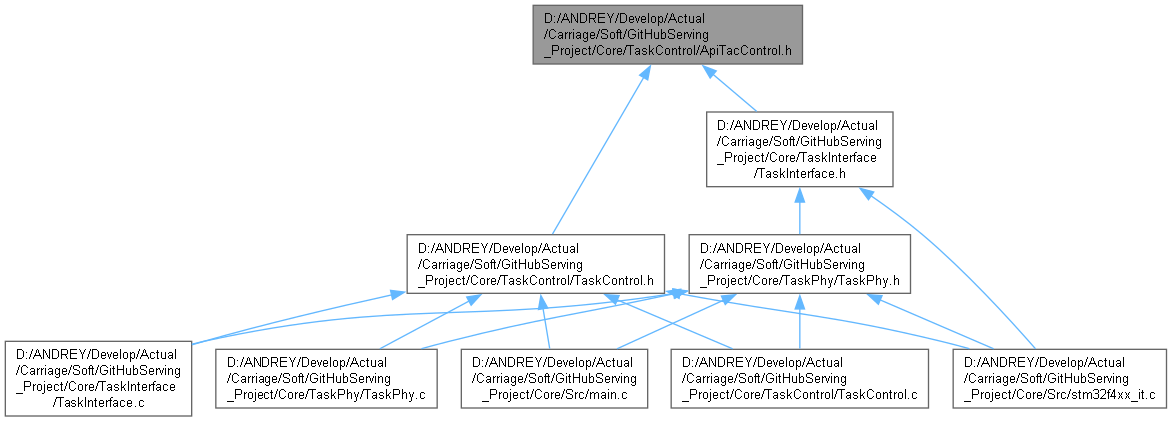 D:/ANDREY/Develop/Actual
/Carriage/Soft/GitHubServing
_Project/Core/TaskControl/ApiTacControl.h
D:/ANDREY/Develop/Actual
/Carriage/Soft/GitHubServing
_Project/Core/TaskInterface
/TaskInterface.h
D:/ANDREY/Develop/Actual
/Carriage/Soft/GitHubServing
_Project/Core/TaskControl/TaskControl.h
D:/ANDREY/Develop/Actual
/Carriage/Soft/GitHubServing
_Project/Core/TaskPhy/TaskPhy.h
D:/ANDREY/Develop/Actual
/Carriage/Soft/GitHubServing
_Project/Core/TaskInterface
/TaskInterface.c
D:/ANDREY/Develop/Actual
/Carriage/Soft/GitHubServing
_Project/Core/TaskPhy/TaskPhy.c
D:/ANDREY/Develop/Actual
/Carriage/Soft/GitHubServing
_Project/Core/Src/main.c
D:/ANDREY/Develop/Actual
/Carriage/Soft/GitHubServing
_Project/Core/TaskControl/TaskControl.c
D:/ANDREY/Develop/Actual
/Carriage/Soft/GitHubServing
_Project/Core/Src/stm32f4xx_it.c